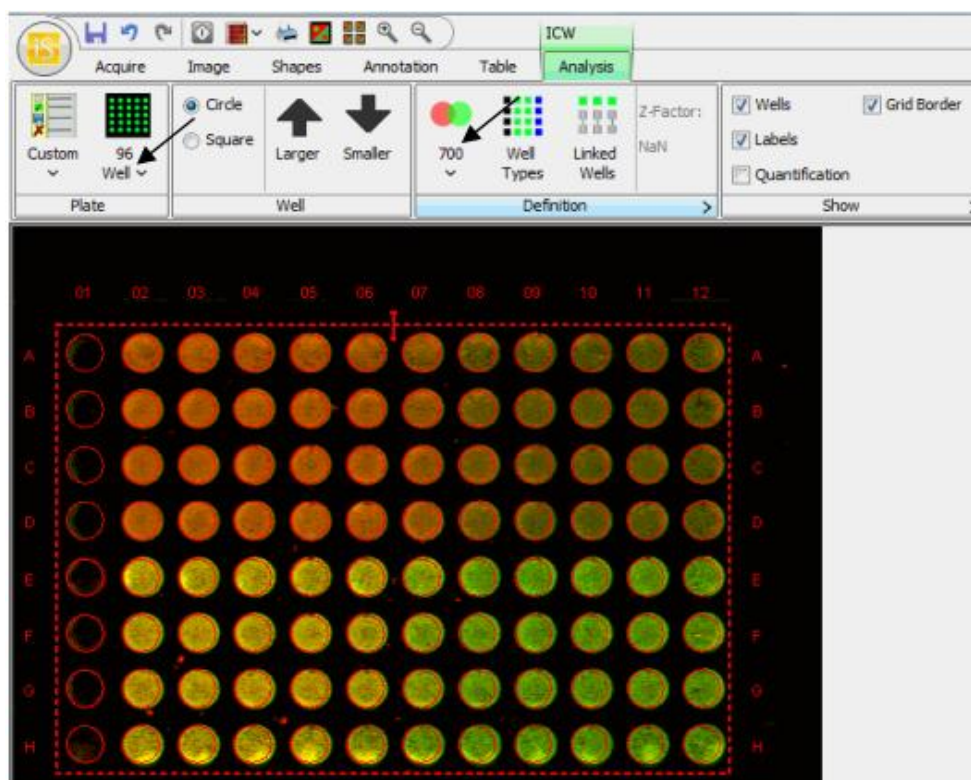 iS
ICW
Acquire Image Shapes Annotation Table Analysis
Custom
96 Well
Plate
Circle
Square
Larger
Smaller
Well
700
Well Types
Linked Wells
Z-Factor:
NaN
Definition >
Wells
Grid Border
Labels
Quantification
Show
01 02 03 04 05 06 07 08 09 10 11 12
A A
B B
C C
D D
E E
F F
G G
H H